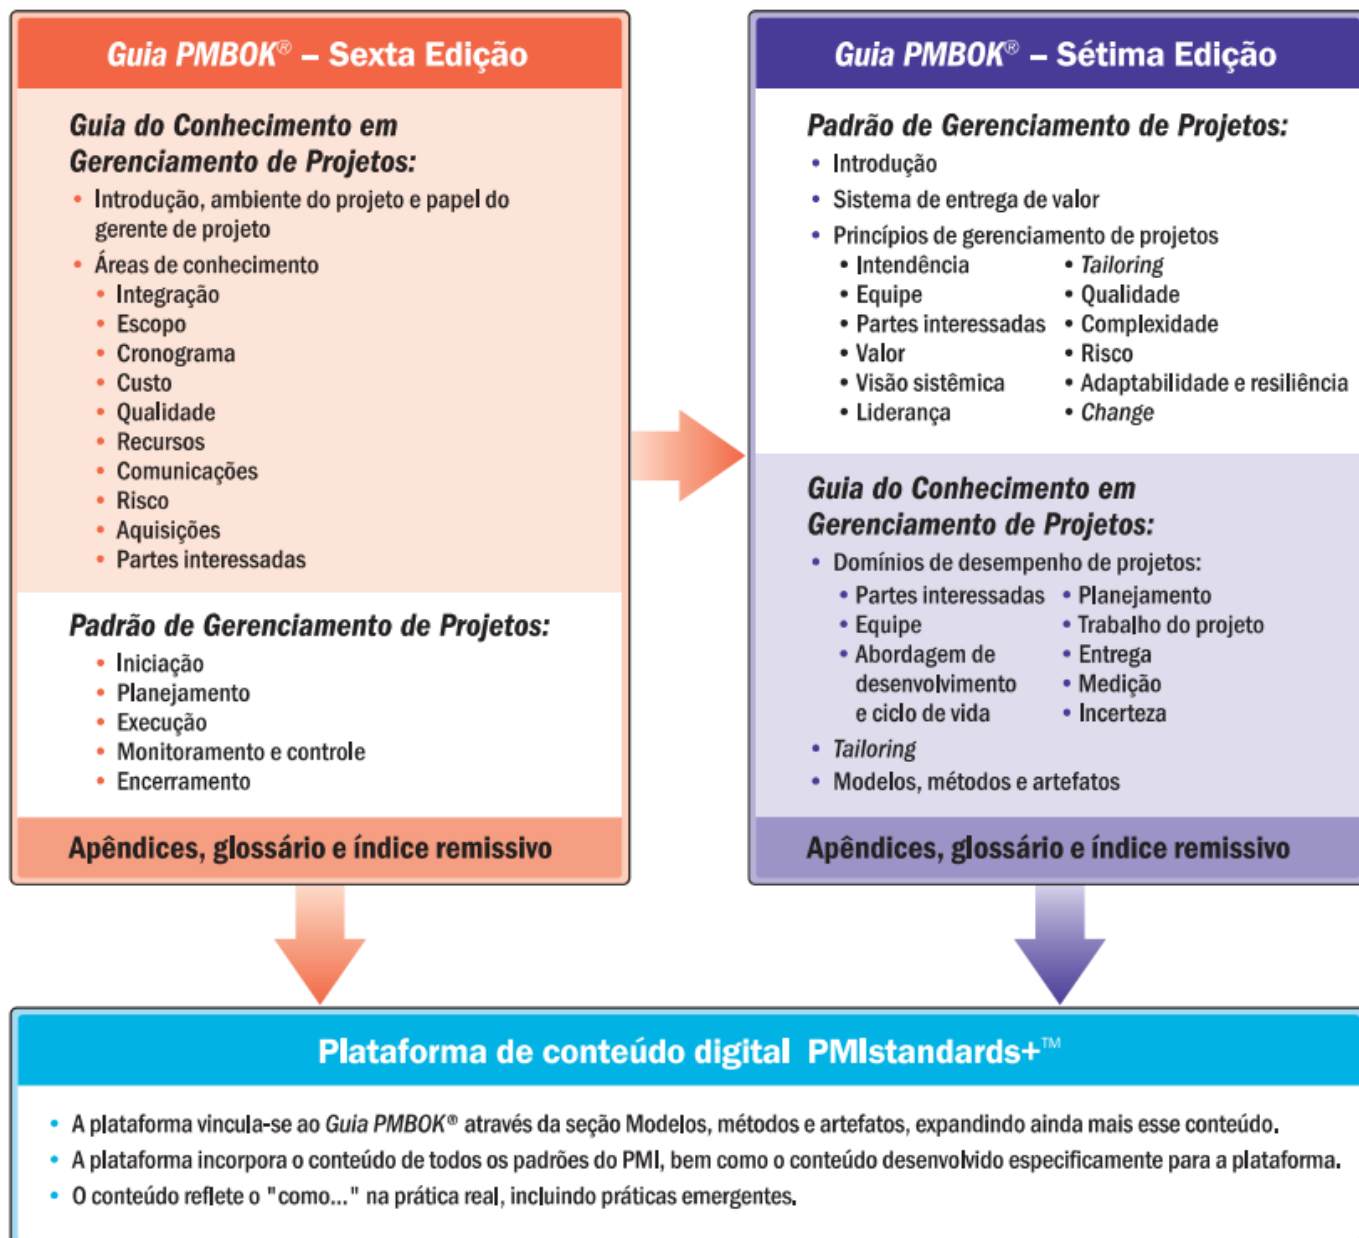 Guia PMBOK® – Sexta Edição
Guia do Conhecimento em
Gerenciamento de Projetos:
• Introdução, ambiente do projeto e papel do
gerente de projeto
• Áreas de conhecimento
• Integração
• Escopo
• Cronograma
• Custo
• Qualidade
• Recursos
• Comunicações
• Risco
• Aquisições
• Partes interessadas
Padrão de Gerenciamento de Projetos:
• Iniciação
• Planejamento
• Execução
• Monitoramento e controle
• Encerramento
Apêndices, glossário e índice remissivo
Guia PMBOK® – Sétima Edição
Padrão de Gerenciamento de Projetos:
• Introdução
• Sistema de entrega de valor
• Princípios de gerenciamento de projetos
• Intendência
• Equipe
• Partes interessadas
• Valor
• Visão sistêmica
• Liderança
• Tailoring
• Qualidade
• Complexidade
• Risco
• Adaptabilidade e resiliência
• Change
Guia do Conhecimento em
Gerenciamento de Projetos:
• Domínios de desempenho de projetos:
• Partes interessadas
• Equipe
• Abordagem de
desenvolvimento
e ciclo de vida
• Planejamento
• Trabalho do projeto
• Entrega
• Medição
• Incerteza
• Tailoring
• Modelos, métodos e artefatos
Apêndices, glossário e índice remissivo
Plataforma de conteúdo digital PMIstandards+™
• A plataforma vincula-se ao Guia PMBOK® através da seção Modelos, métodos e artefatos, expandindo ainda mais esse conteúdo.
• A plataforma incorpora o conteúdo de todos os padrões do PMI, bem como o conteúdo desenvolvido especificamente para a plataforma.
• O conteúdo reflete o "como..." na prática real, incluindo práticas emergentes.